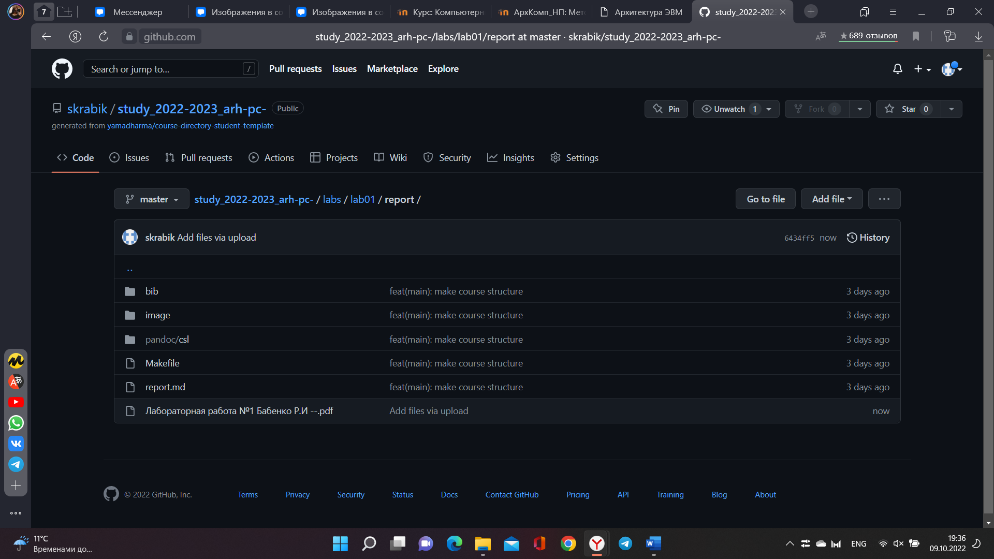 7
Мессенджер
Изображения в со
Изображения в со
Курс: Компьютерн
АрхКомп_НП: Мет
Архитектура ЭВМ
study_2022-202
github.com
study_2022-2023_arh-pc-/labs/lab01/report at master · skrabik/study_2022-2023_arh-pc-
★689 отзывов
Search or jump to...
/
Pull requests
Issues
Marketplace
Explore
skrabik / study_2022-2023_arh-pc-
Public
generated from yamadharma/course-directory-student-template
Pin
Unwatch 1
Fork 0
Star 0
Code
Issues
Pull requests
Actions
Projects
Wiki
Security
Insights
Settings
master
study_2022-2023_arh-pc- / labs / lab01 / report /
Go to file
Add file
...
skrabik Add files via upload
6434ff5 now
History
..
bib feat(main): make course structure 3 days ago
image feat(main): make course structure 3 days ago
pandoc/csl feat(main): make course structure 3 days ago
Makefile feat(main): make course structure 3 days ago
report.md feat(main): make course structure 3 days ago
Лабораторная работа №1 Бабенко Р.И --.pdf Add files via upload now
© 2022 GitHub, Inc.
Terms
Privacy
Security
Status
Docs
Contact GitHub
Pricing
API
Training
Blog
About
11°C
Временами до...
ENG
19:36
09.10.2022